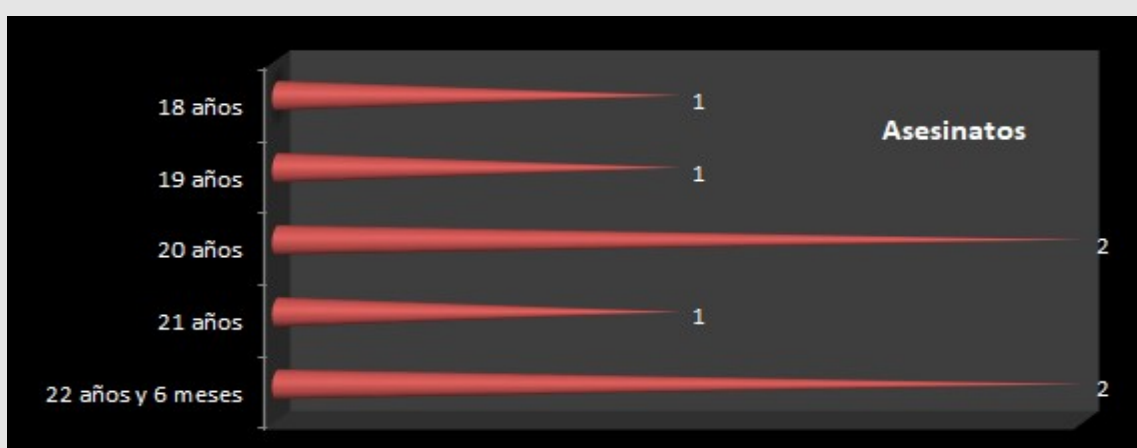 18 años
1
Asesinatos
19 años
1
20 años
2
21 años
1
22 años y 6 meses
2